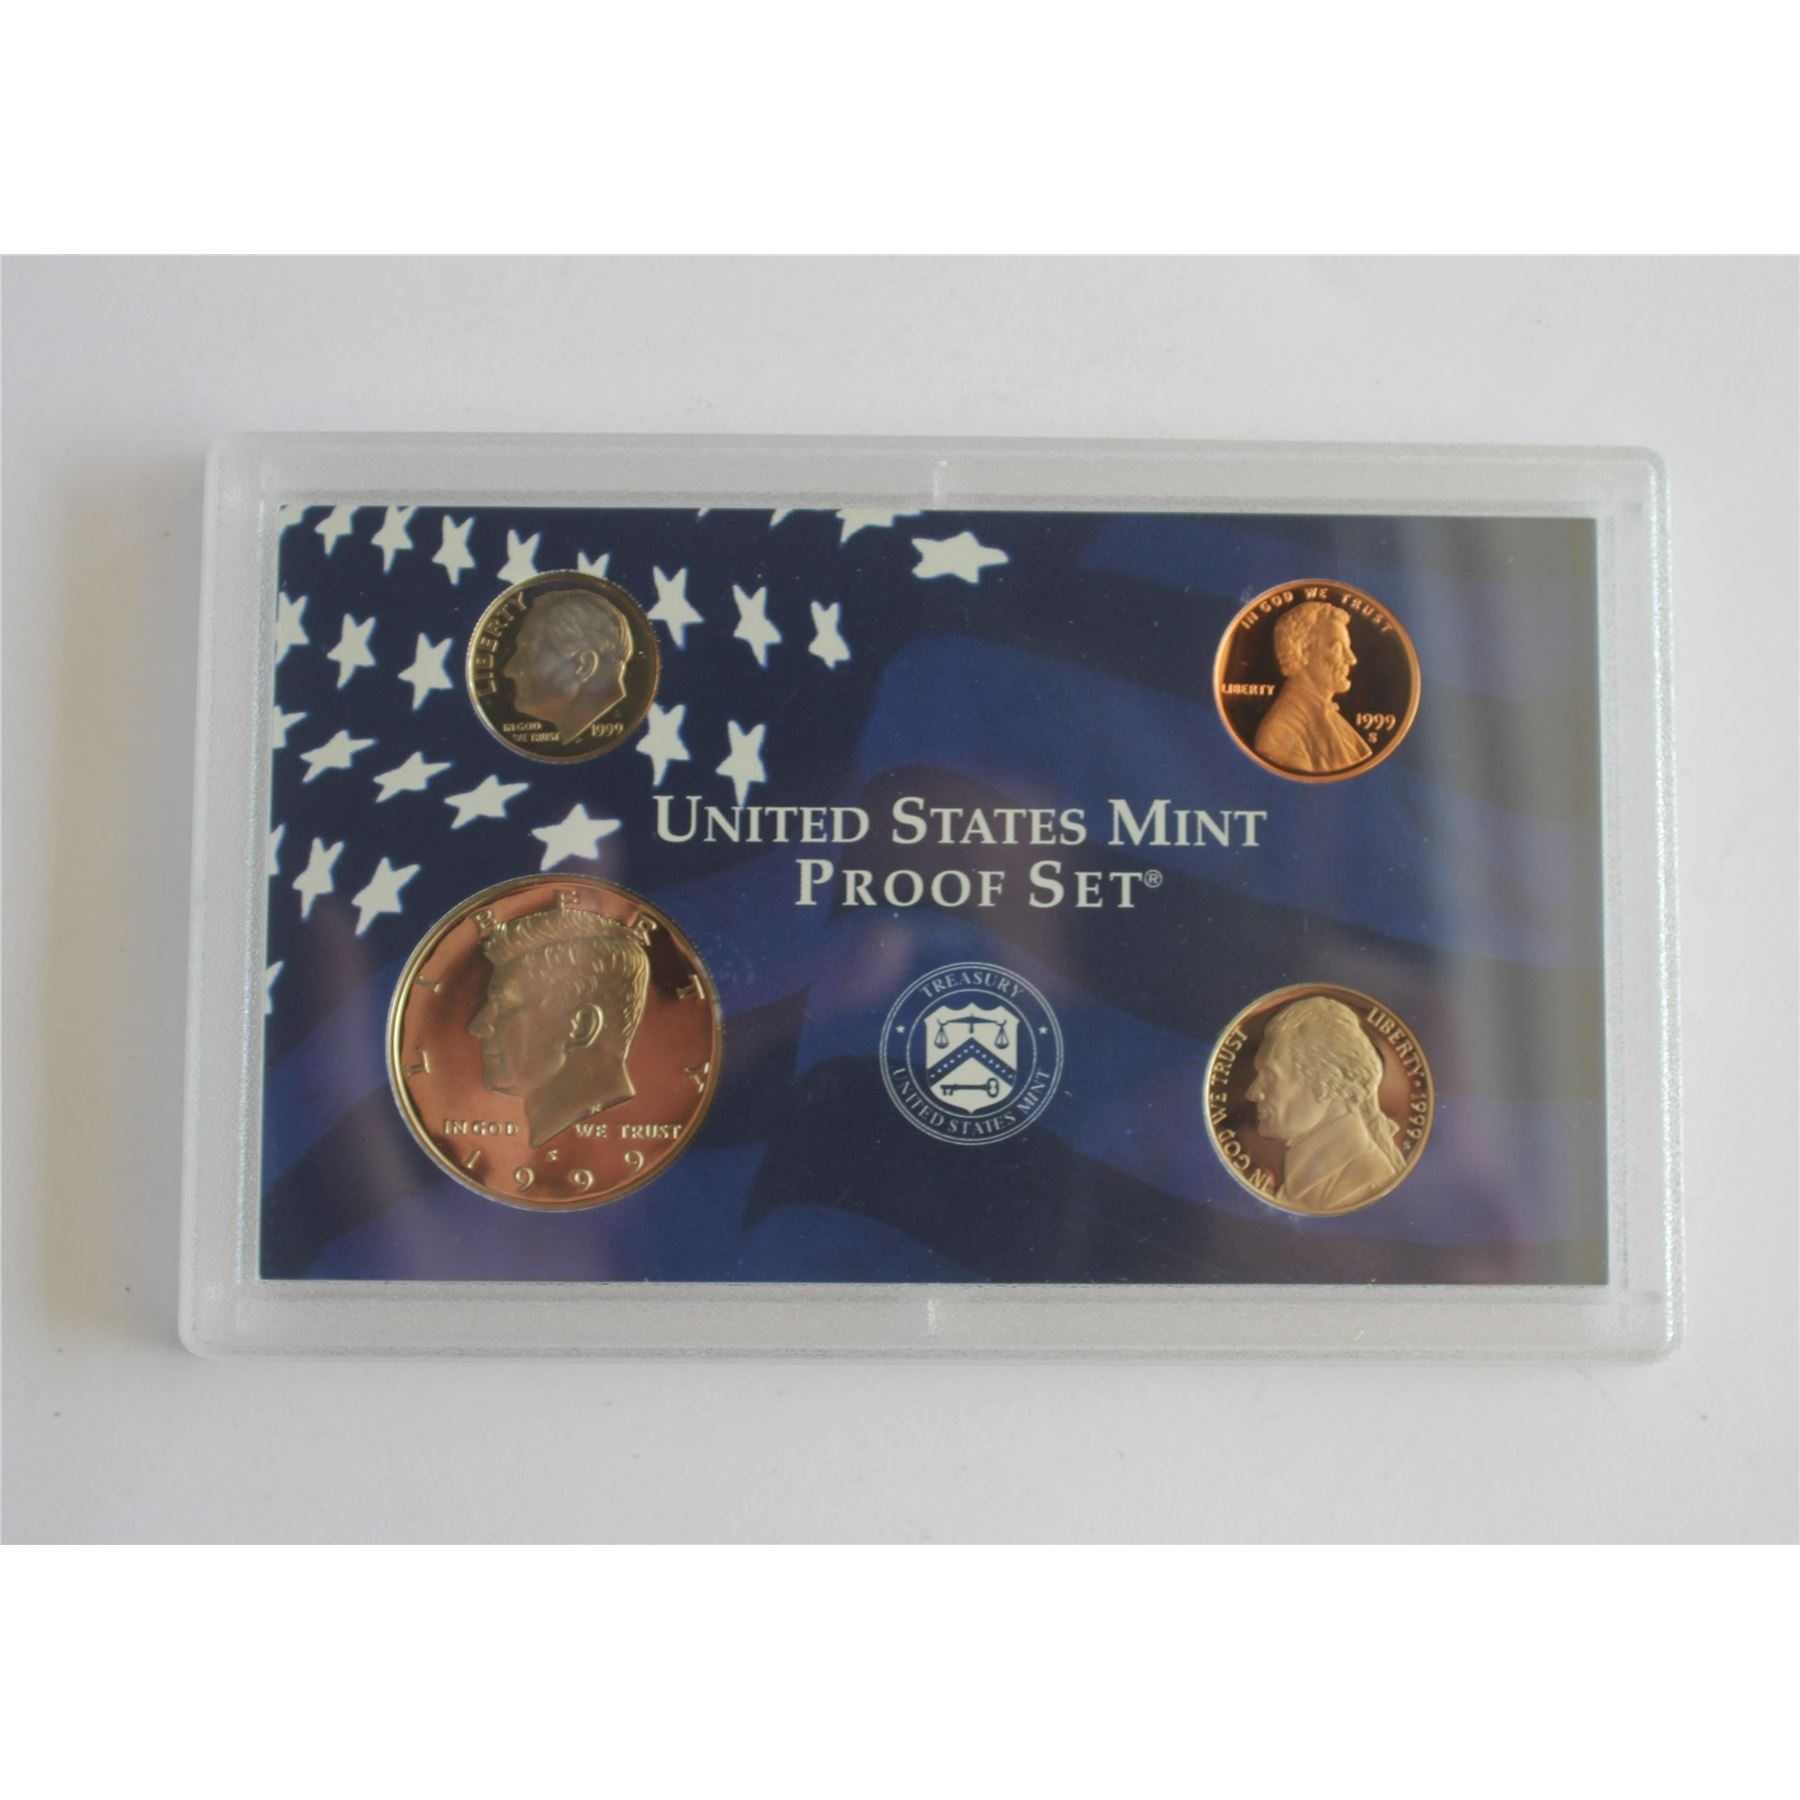 LIBERTY
IN GOD
WE TRUST
1999
IN GOD WE TRUST
LIBERTY
1999
S
UNITED STATES MINT
PROOF SET®
LIBERTY
IN GOD WE TRUST
S
1999
TREASURY
UNITED STATES MINT
IN GOD WE TRUST
LIBERTY 1999